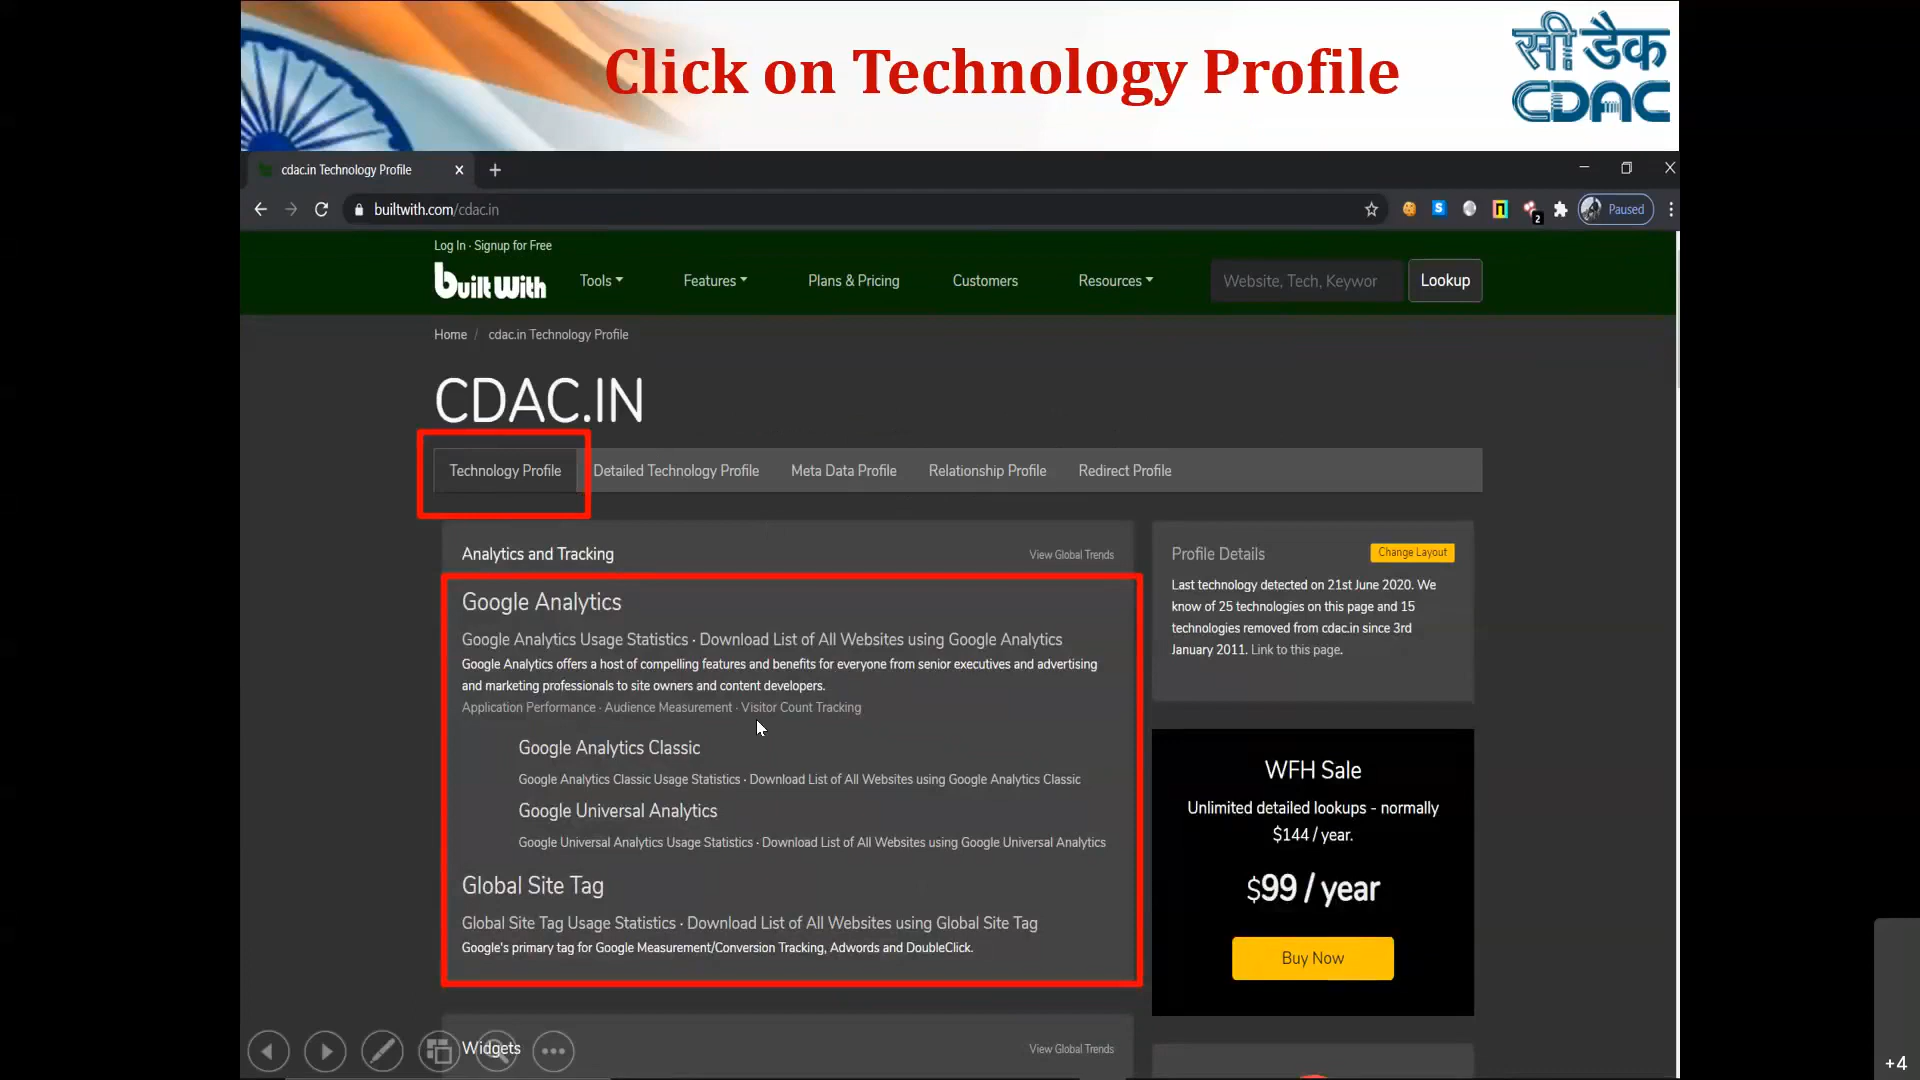 Click on Technology Profile
सी डैक
CDAC
cdac.in Technology Profile
builtwith.com/cdac.in
2
Paused
Log In · Signup for Free
built With
Tools
Features
Plans & Pricing
Customers
Resources
Website, Tech, Keywor
Lookup
Home / cdac.in Technology Profile
CDAC.IN
Technology Profile
Detailed Technology Profile
Meta Data Profile
Relationship Profile
Redirect Profile
Analytics and Tracking
View Global Trends
Google Analytics
Google Analytics Usage Statistics · Download List of All Websites using Google Analytics
Google Analytics offers a host of compelling features and benefits for everyone from senior executives and advertising
and marketing professionals to site owners and content developers.
Application Performance · Audience Measurement · Visitor Count Tracking
Google Analytics Classic
Google Analytics Classic Usage Statistics · Download List of All Websites using Google Analytics Classic
Google Universal Analytics
Google Universal Analytics Usage Statistics · Download List of All Websites using Google Universal Analytics
Global Site Tag
Global Site Tag Usage Statistics · Download List of All Websites using Global Site Tag
Google's primary tag for Google Measurement/Conversion Tracking, Adwords and DoubleClick.
Widgets
View Global Trends
Profile Details
Change Layout
Last technology detected on 21st June 2020. We
know of 25 technologies on this page and 15
technologies removed from cdac.in since 3rd
January 2011. Link to this page.
WFH Sale
Unlimited detailed lookups - normally
$144 / year.
$99 / year
Buy Now
+4